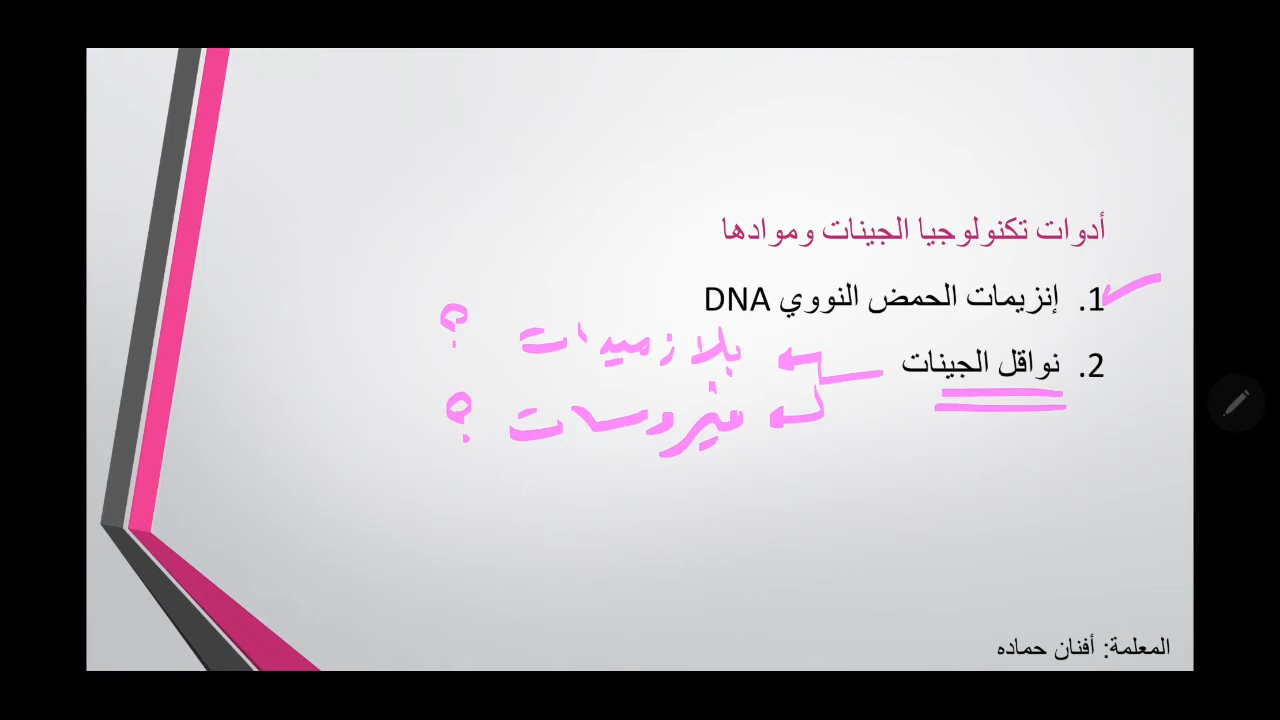 أدوات تكنولوجيا الجينات وموادها
1. إنزيمات الحمض النووي DNA
2. نواقل الجينات
بلازميدات ؟
فيروسات ؟
المعلمة: أفنان حماده